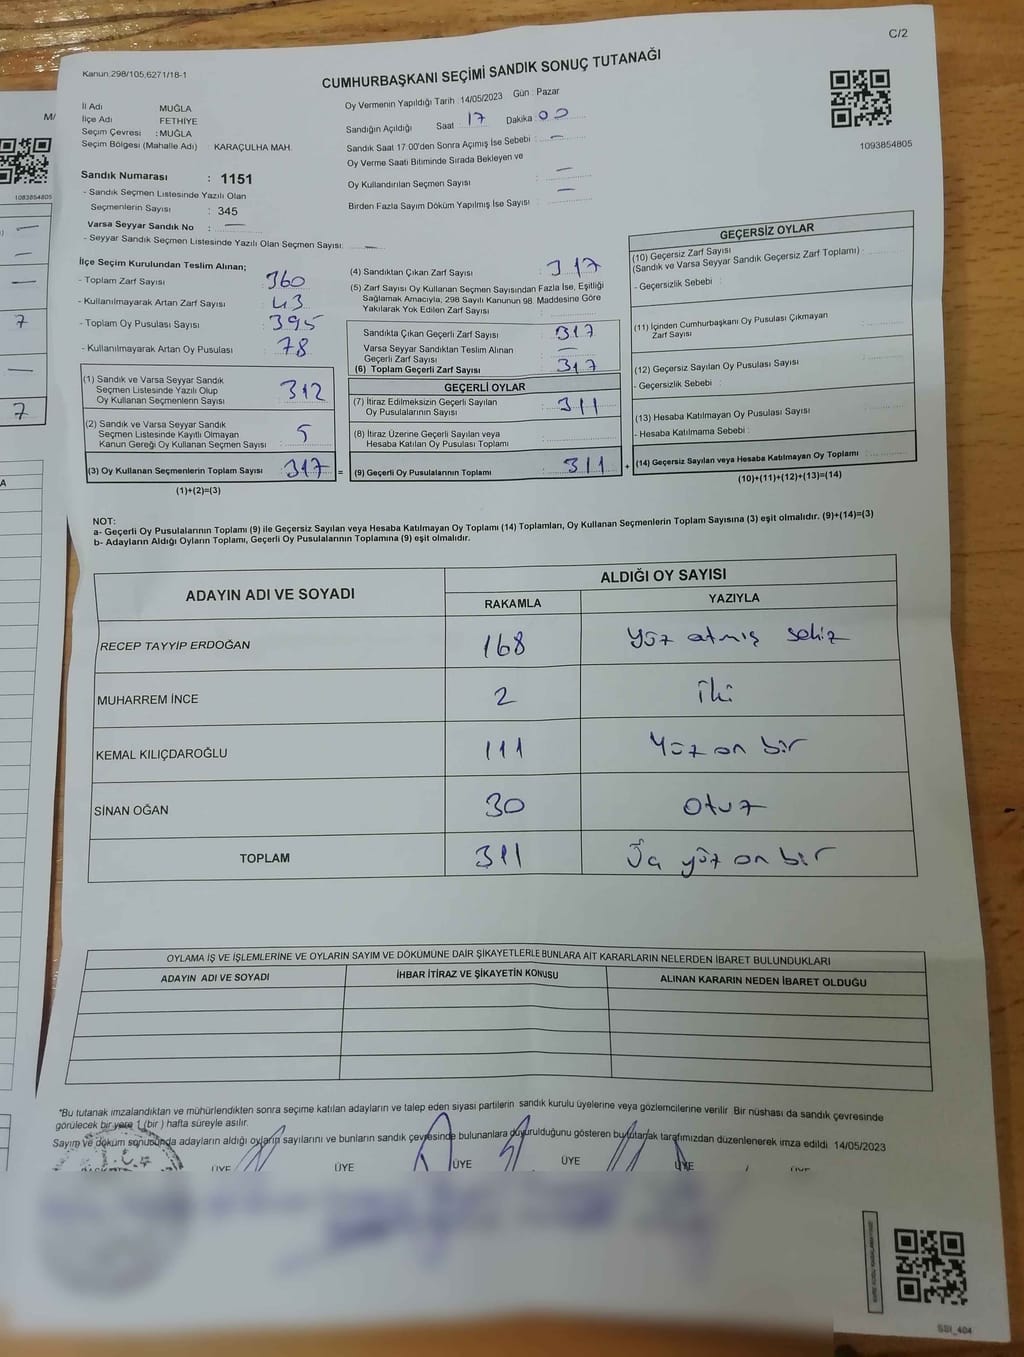 C/2
Kanun 298/105,6271/18-1
CUMHURBAŞKANI SEÇİMİ SANDIK SONUÇ TUTANAĞI
İl Adı MUĞLA
İlçe Adı FETHİYE
Seçim Çevresi : MUĞLA
Seçim Bölgesi (Mahalle Adı) KARAÇULHA MAH.
Sandık Numarası : 1151
- Sandık Seçmen Listesinde Yazılı Olan
Seçmenlerin Sayısı : 345
Varsa Seyyar Sandık No : —
- Seyyar Sandık Seçmen Listesinde Yazılı Olan Seçmen Sayısı: —
Oy Vermenin Yapıldığı Tarih : 14/05/2023 Gün : Pazar
Sandığın Açıldığı Saat 17 Dakika : 00
Sandık Saat 17:00'den Sonra Açımış İse Sebebi : —
Oy Verme Saati Bitiminde Sırada Bekleyen ve
Oy Kullandırılan Seçmen Sayısı : —
Birden Fazla Sayım Döküm Yapılmış İse Sayısı : —
1093854805
İlçe Seçim Kurulundan Teslim Alınan;
- Toplam Zarf Sayısı : 360
- Kullanılmayarak Artan Zarf Sayısı : 43
- Toplam Oy Pusulası Sayısı : 395
- Kullanılmayarak Artan Oy Pusulası : 78
(1) Sandık ve Varsa Seyyar Sandık
Seçmen Listesinde Yazılı Olup
Oy Kullanan Seçmenlerin Sayısı : 312
(2) Sandık ve Varsa Seyyar Sandık
Seçmen Listesinde Kayıtlı Olmayan
Kanun Gereği Oy Kullanan Seçmen Sayısı : 5
(3) Oy Kullanan Seçmenlerin Toplam Sayısı : 317 =
(1)+(2)=(3)
(4) Sandıktan Çıkan Zarf Sayısı : 317
(5) Zarf Sayısı Oy Kullanan Seçmen Sayısından Fazla İse, Eşitliği
Sağlamak Amacıyla, 298 Sayılı Kanunun 98. Maddesine Göre
Yakılarak Yok Edilen Zarf Sayısı :
Sandıkta Çıkan Geçerli Zarf Sayısı : 317
Varsa Seyyar Sandıktan Teslim Alınan
Geçerli Zarf Sayısı : —
(6) Toplam Geçerli Zarf Sayısı : 317
GEÇERLİ OYLAR
(7) İtiraz Edilmeksizin Geçerli Sayılan
Oy Pusulalarının Sayısı : 311
(8) İtiraz Üzerine Geçerli Sayılan veya
Hesaba Katılan Oy Pusulası Toplamı :
(9) Geçerli Oy Pusulalarının Toplamı : 311 +
GEÇERSİZ OYLAR
(10) Geçersiz Zarf Sayısı
(Sandık ve Varsa Seyyar Sandık Geçersiz Zarf Toplamı) :
- Geçersizlik Sebebi :
(11) İçinden Cumhurbaşkanı Oy Pusulası Çıkmayan
Zarf Sayısı :
(12) Geçersiz Sayılan Oy Pusulası Sayısı :
- Geçersizlik Sebebi :
(13) Hesaba Katılmayan Oy Pusulası Sayısı :
- Hesaba Katılmama Sebebi :
(14) Geçersiz Sayılan veya Hesaba Katılmayan Oy Toplamı :
(10)+(11)+(12)+(13)=(14)
NOT:
a- Geçerli Oy Pusulalarının Toplamı (9) ile Geçersiz Sayılan veya Hesaba Katılmayan Oy Toplamı (14) Toplamları, Oy Kullanan Seçmenlerin Toplam Sayısına (3) eşit olmalıdır. (9)+(14)=(3)
b- Adayların Aldığı Oyların Toplamı, Geçerli Oy Pusulalarının Toplamına (9) eşit olmalıdır.
ADAYIN ADI VE SOYADI ALDIĞI OY SAYISI
RAKAMLA YAZIYLA
RECEP TAYYİP ERDOĞAN 168 Yüz atmış sekiz
MUHARREM İNCE 2 İki
KEMAL KILIÇDAROĞLU 111 Yüz on bir
SİNAN OĞAN 30 Otuz
TOPLAM 311 Üç yüz on bir
OYLAMA İŞ VE İŞLEMLERİNE VE OYLARIN SAYIM VE DÖKÜMÜNE DAİR ŞİKAYETLERLE BUNLARA AİT KARARLARIN NELERDEN İBARET BULUNDUKLARI
ADAYIN ADI VE SOYADI İHBAR İTİRAZ VE ŞİKAYETİN KONUSU ALINAN KARARIN NEDEN İBARET OLDUĞU
*Bu tutanak imzalandıktan ve mühürlendikten sonra seçime katılan adayların ve talep eden siyasi partilerin sandık kurulu üyelerine veya gözlemcilerine verilir. Bir nüshası da sandık çevresinde
görülecek bir yere 1 (bir) hafta süreyle asılır.
Sayım ve döküm sonusunda adayların aldığı oyların sayılarını ve bunların sandık çevresinde bulunanlara duyurulduğunu gösteren bu tutanak tarafımızdan düzenlenerek imza edildi. 14/05/2023
ÜYE ÜYE ÜYE ÜYE ÜYE ÜYE
SSI_404
M/
1083854805
7
7
A